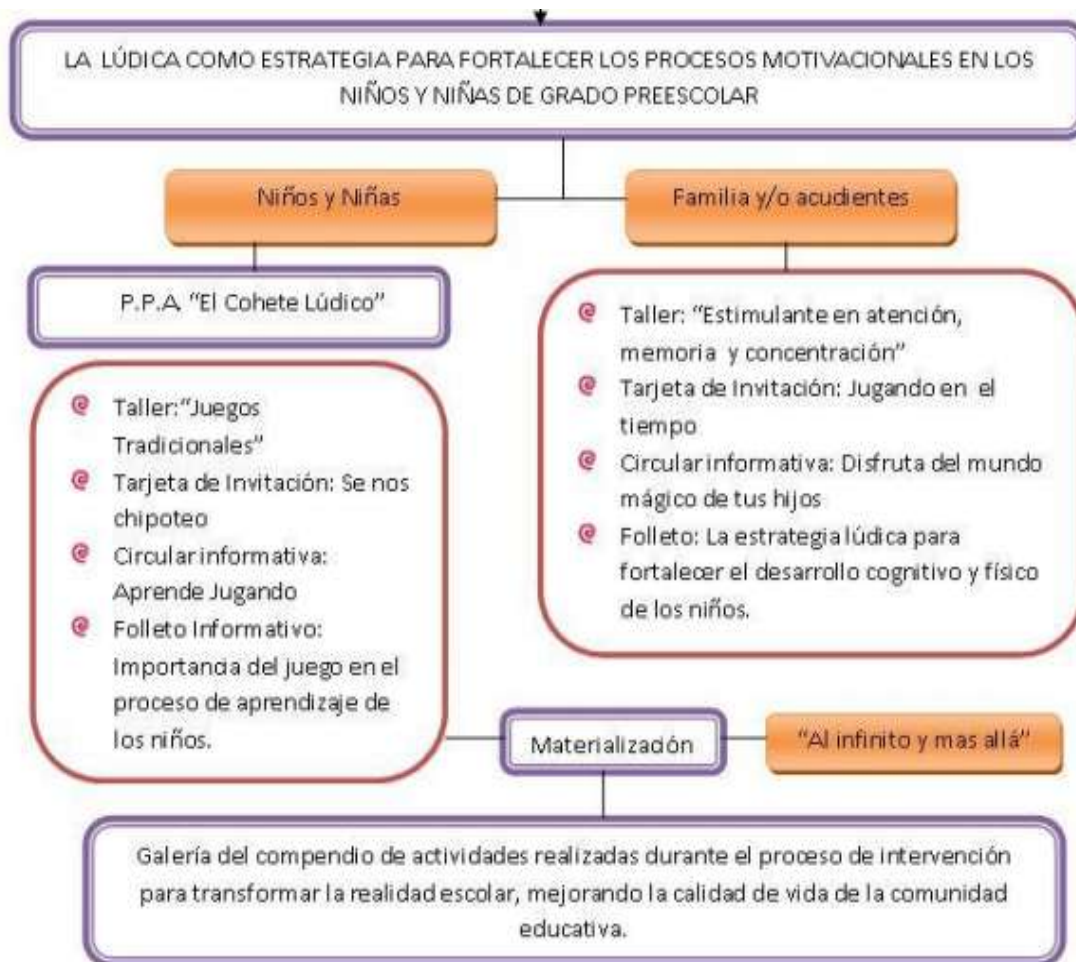 LA LÚDICA COMO ESTRATEGIA PARA FORTALECER LOS PROCESOS MOTIVACIONALES EN LOS
NIÑOS Y NIÑAS DE GRADO PREESCOLAR
Niños y Niñas
Familia y/o acudientes
P.P.A. “El Cohete Lúdico”
Taller:“Juegos
Tradicionales”
Tarjeta de Invitación: Se nos
chipoteo
Circular informativa:
Aprende Jugando
Folleto Informativo:
Importancia del juego en el
proceso de aprendizaje de
los niños.
Taller: “Estimulante en atención,
memoria y concentración”
Tarjeta de Invitación: Jugando en el
tiempo
Circular informativa: Disfruta del mundo
mágico de tus hijos
Folleto: La estrategia lúdica para
fortalecer el desarrollo cognitivo y físico
de los niños.
Materialización
“Al infinito y mas allá”
Galería del compendio de actividades realizadas durante el proceso de intervención
para transformar la realidad escolar, mejorando la calidad de vida de la comunidad
educativa.